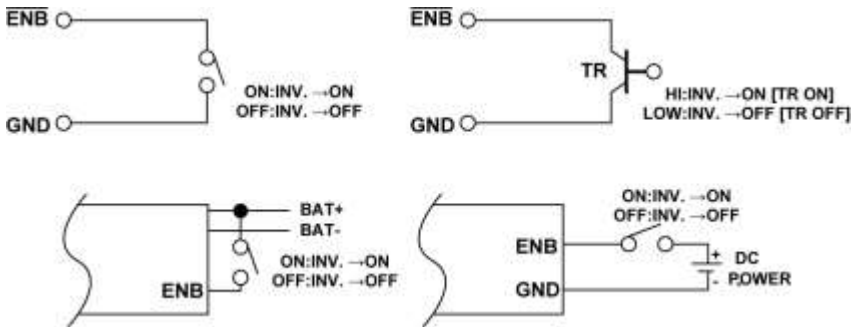 ENB
GND
ON:INV. →ON
OFF:INV. →OFF
ENB
TR
GND
HI:INV. →ON [TR ON]
LOW:INV. →OFF [TR OFF]
BAT+
BAT-
ENB
ON:INV. →ON
OFF:INV. →OFF
ON:INV. →ON
OFF:INV. →OFF
ENB
GND
+ DC
- POWER